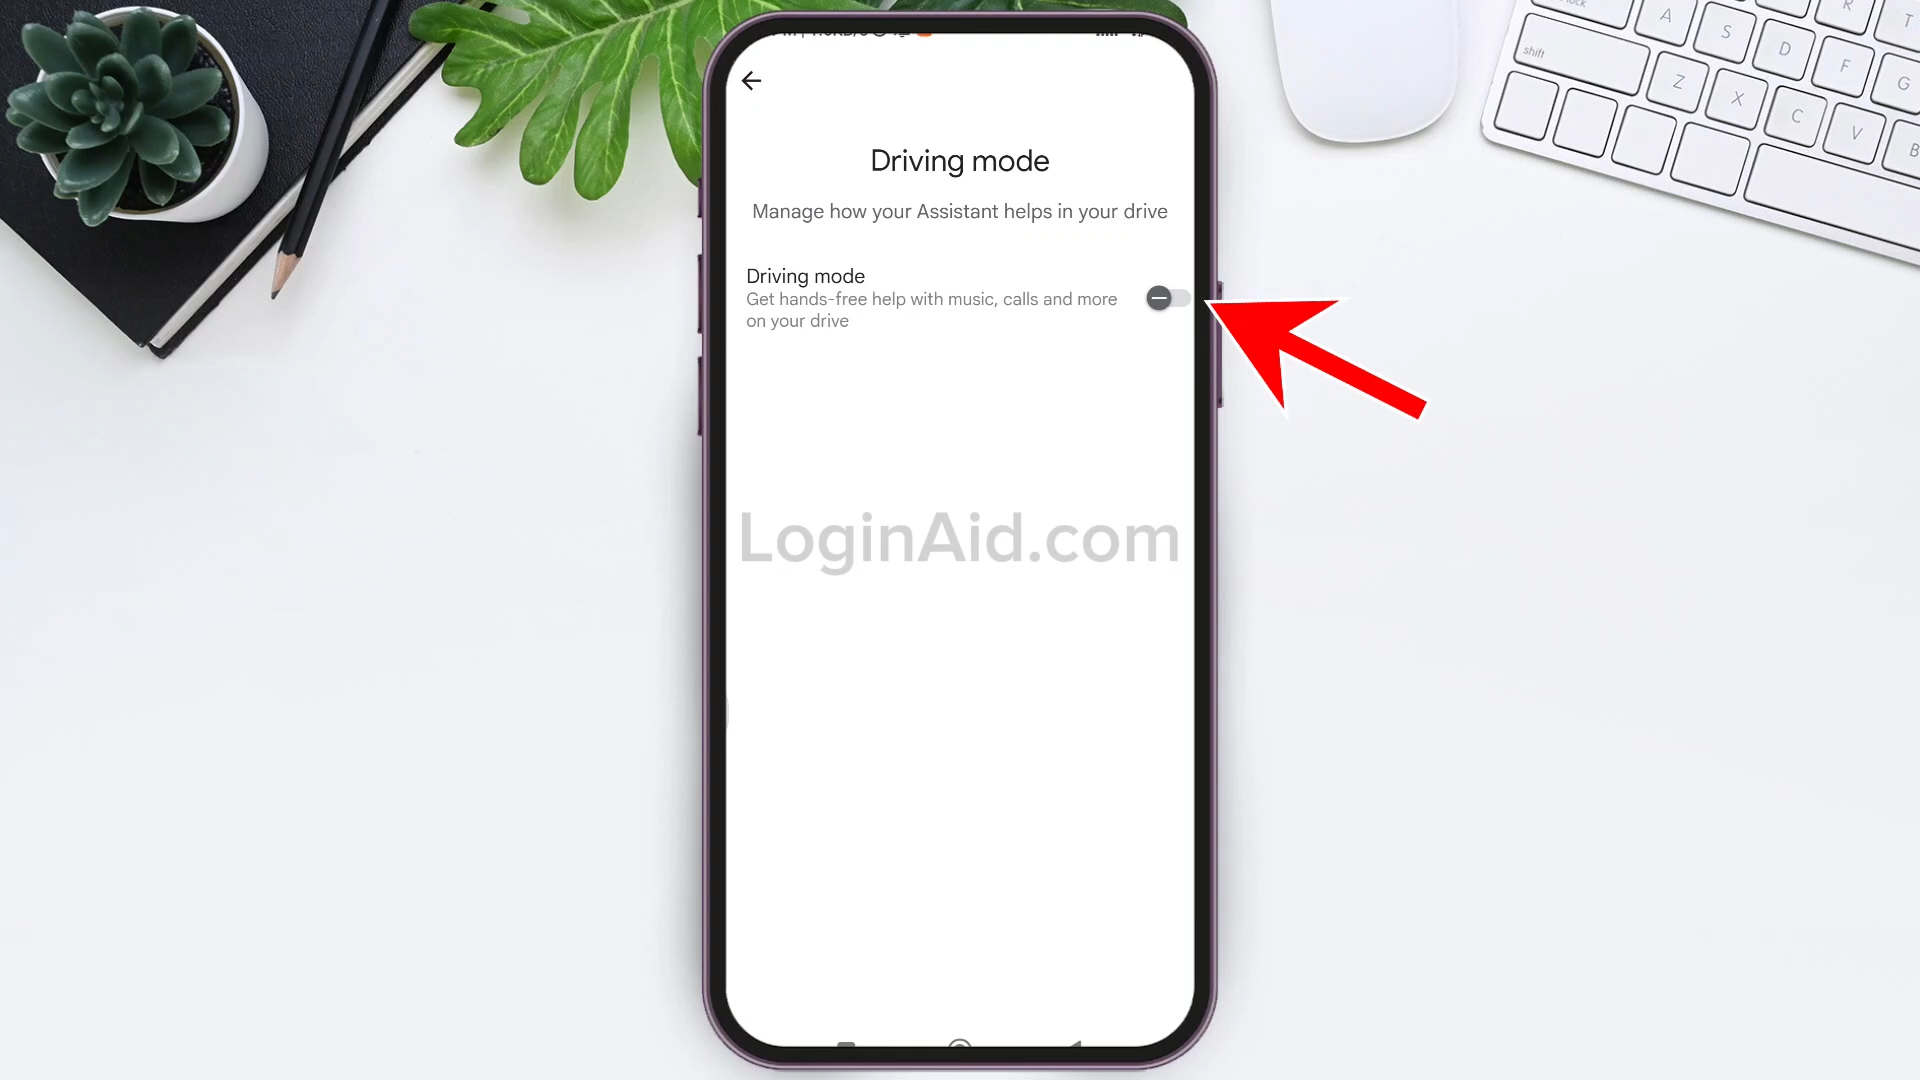 Driving mode
Manage how your Assistant helps in your drive
Driving mode
Get hands-free help with music, calls and more
on your drive
LoginAid.com
shift
A
S
D
F
G
Z
X
C
V
B
R
T